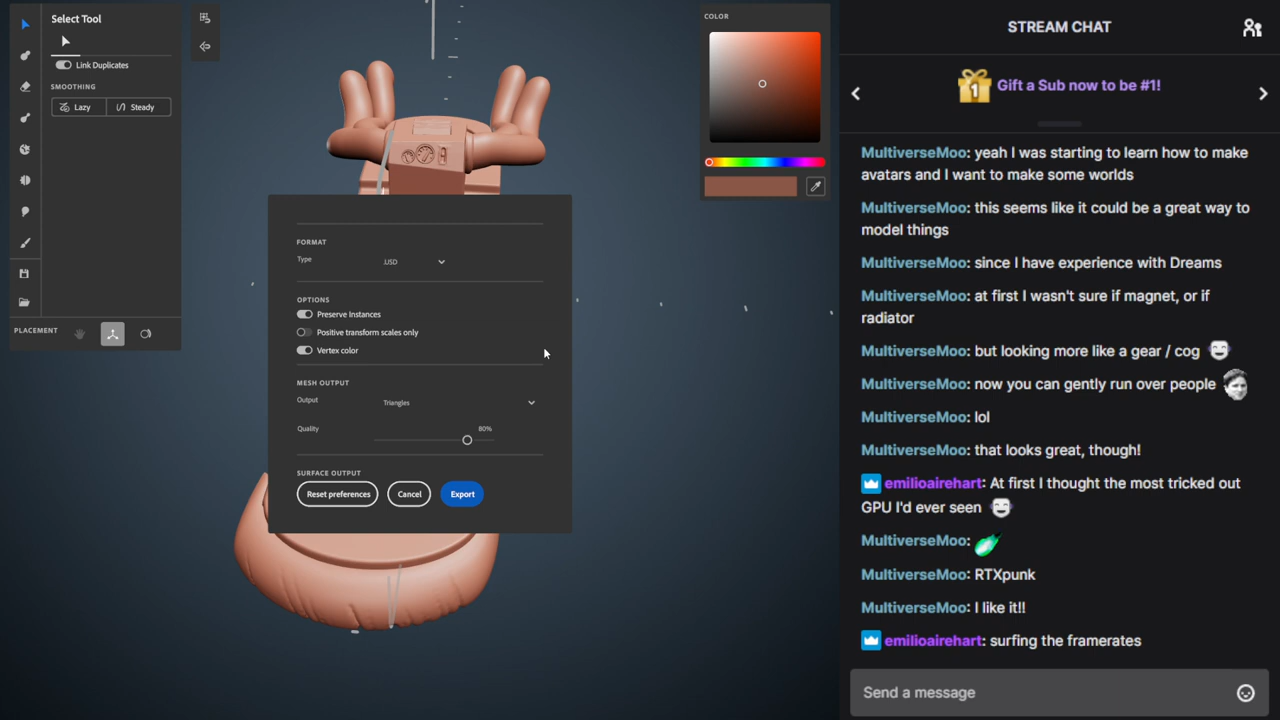 Select Tool
Link Duplicates
SMOOTHING
Lazy
Steady
PLACEMENT
COLOR
FORMAT
Type
.USD
OPTIONS
Preserve Instances
Positive transform scales only
Vertex color
MESH OUTPUT
Output
Triangles
Quality
80%
SURFACE OUTPUT
Reset preferences
Cancel
Export
STREAM CHAT
1
Gift a Sub now to be #1!
MultiverseMoo: yeah I was starting to learn how to make
avatars and I want to make some worlds
MultiverseMoo: this seems like it could be a great way to
model things
MultiverseMoo: since I have experience with Dreams
MultiverseMoo: at first I wasn't sure if magnet, or if
radiator
MultiverseMoo: but looking more like a gear / cog
MultiverseMoo: now you can gently run over people
MultiverseMoo: lol
MultiverseMoo: that looks great, though!
emilioairehart: At first I thought the most tricked out
GPU I'd ever seen
MultiverseMoo:
MultiverseMoo: RTXpunk
MultiverseMoo: I like it!!
emilioairehart: surfing the framerates
Send a message